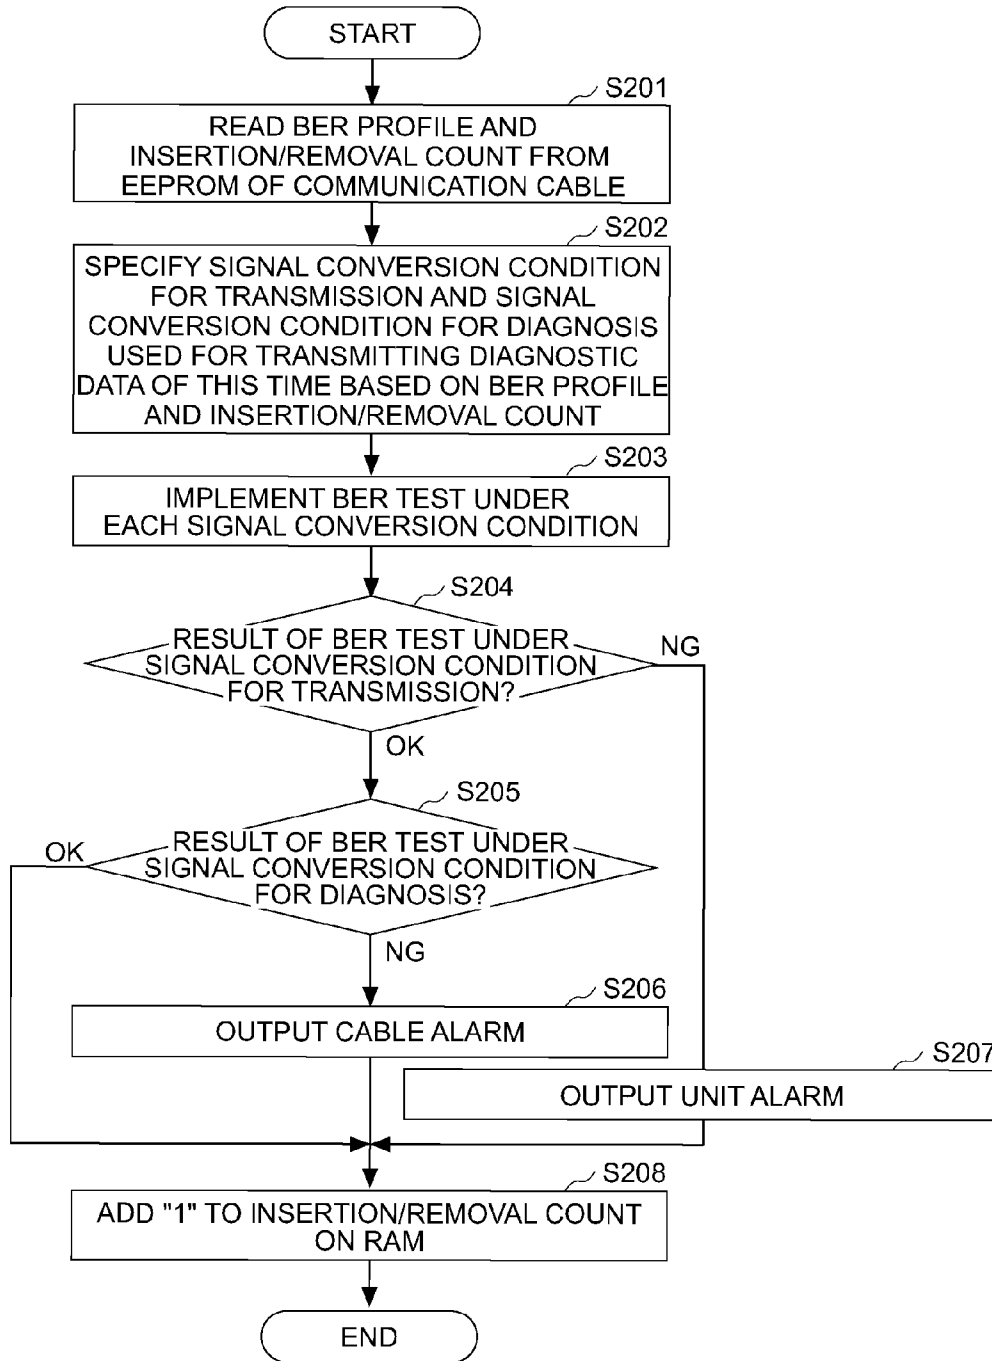 START
S201
READ BER PROFILE AND
INSERTION/REMOVAL COUNT FROM
EEPROM OF COMMUNICATION CABLE
S202
SPECIFY SIGNAL CONVERSION CONDITION
FOR TRANSMISSION AND SIGNAL
CONVERSION CONDITION FOR DIAGNOSIS
USED FOR TRANSMITTING DIAGNOSTIC
DATA OF THIS TIME BASED ON BER PROFILE
AND INSERTION/REMOVAL COUNT
S203
IMPLEMENT BER TEST UNDER
EACH SIGNAL CONVERSION CONDITION
S204
RESULT OF BER TEST UNDER
SIGNAL CONVERSION CONDITION
FOR TRANSMISSION?
NG
OK
S205
RESULT OF BER TEST UNDER
SIGNAL CONVERSION CONDITION
FOR DIAGNOSIS?
OK
NG
S206
OUTPUT CABLE ALARM
S207
OUTPUT UNIT ALARM
S208
ADD "1" TO INSERTION/REMOVAL COUNT
ON RAM
END